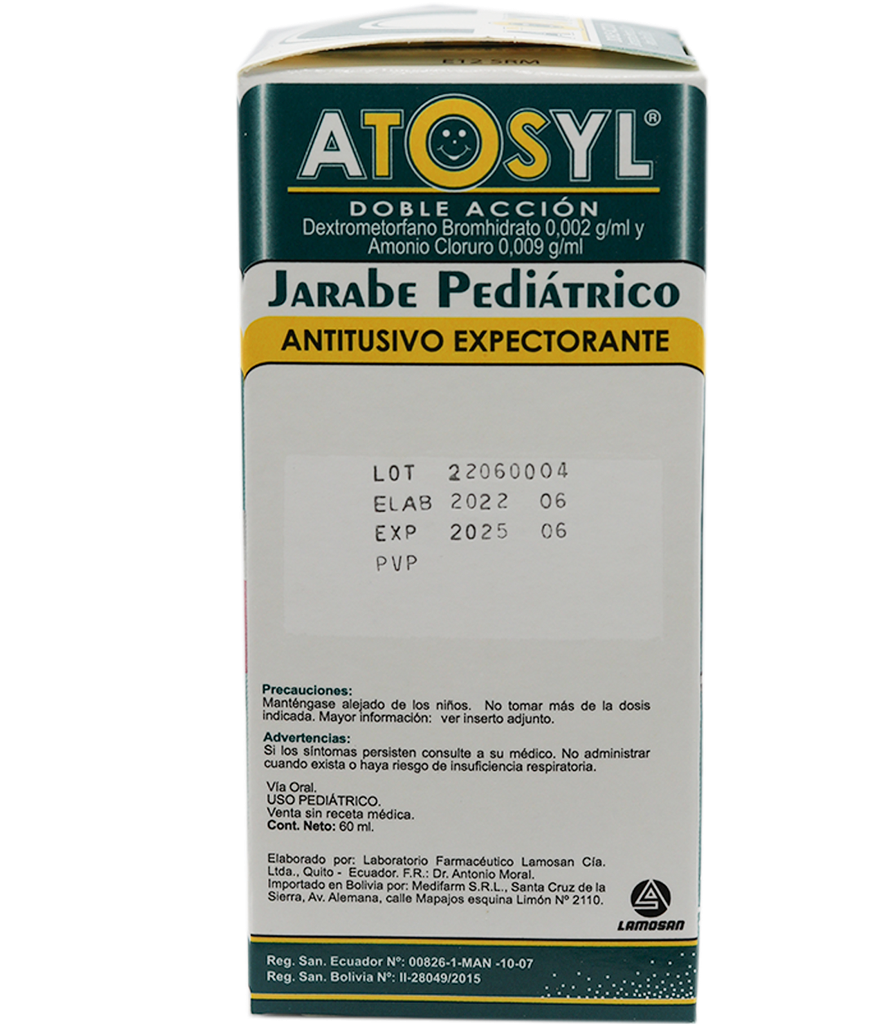 E12 5RM
ATOSYL®
DOBLE ACCIÓN
Dextrometorfano Bromhidrato 0,002 g/ml y
Amonio Cloruro 0,009 g/ml
JARAbE PEdIÁTRICO
ANTITUSIVO EXPECTORANTE
LOT 22060004
ELAB 2022 06
EXP 2025 06
PVP
Precauciones:
Manténgase alejado de los niños. No tomar más de la dosis
indicada. Mayor información: ver inserto adjunto.
Advertencias:
Si los síntomas persisten consulte a su médico. No administrar
cuando exista o haya riesgo de insuficiencia respiratoria.
Vía Oral.
USO PEDIÁTRICO.
Venta sin receta médica.
Cont. Neto: 60 ml.
Elaborado por: Laboratorio Farmacéutico Lamosan Cía.
Ltda., Quito - Ecuador. F.R.: Dr. Antonio Moral.
Importado en Bolivia por: Medifarm S.R.L., Santa Cruz de la
Sierra, Av. Alemana, calle Mapajos esquina Limón Nº 2110.
LAMOSAN
Reg. San. Ecuador Nº: 00826-1-MAN -10-07
Reg. San. Bolivia Nº: II-28049/2015